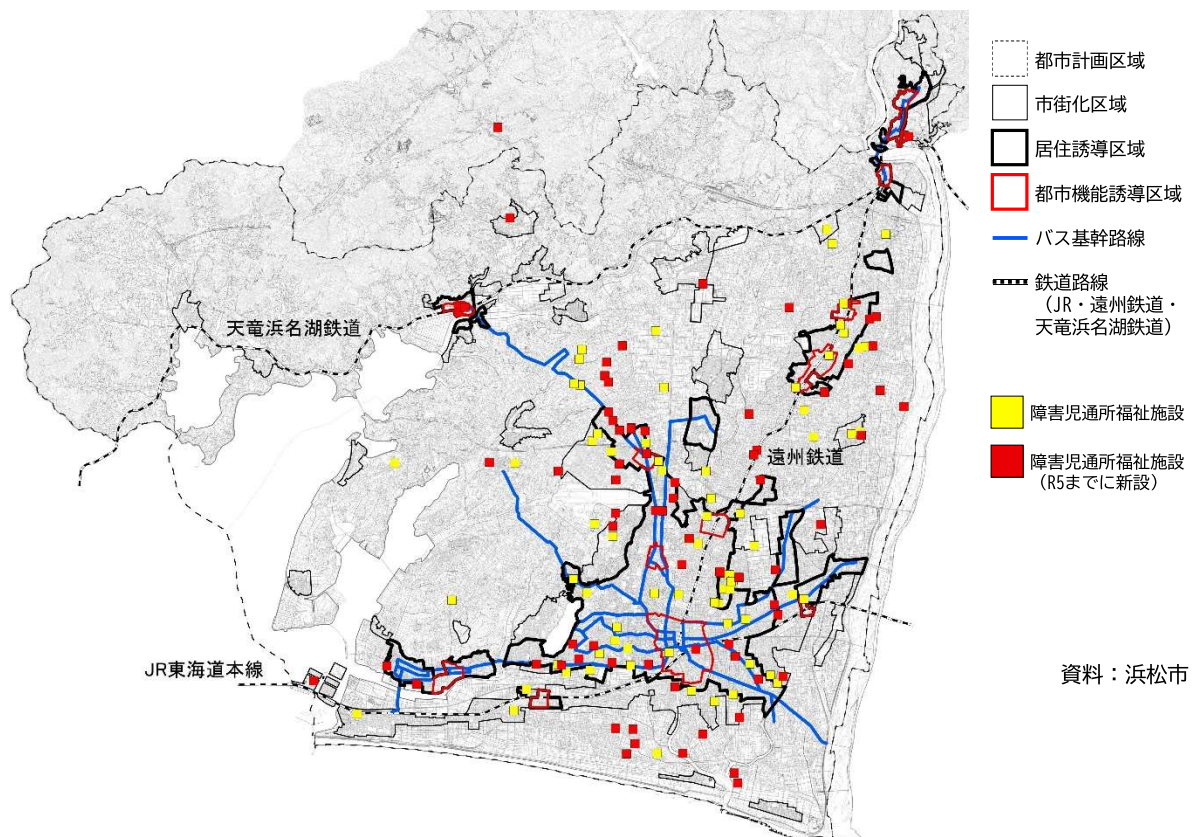 都市計画区域
市街化区域
居住誘導区域
都市機能誘導区域
バス基幹路線
鉄道路線
（JR・遠州鉄道・
天竜浜名湖鉄道）
障害児通所福祉施設
障害児通所福祉施設
（R5までに新設）
天竜浜名湖鉄道
遠州鉄道
JR東海道本線
資料：浜松市